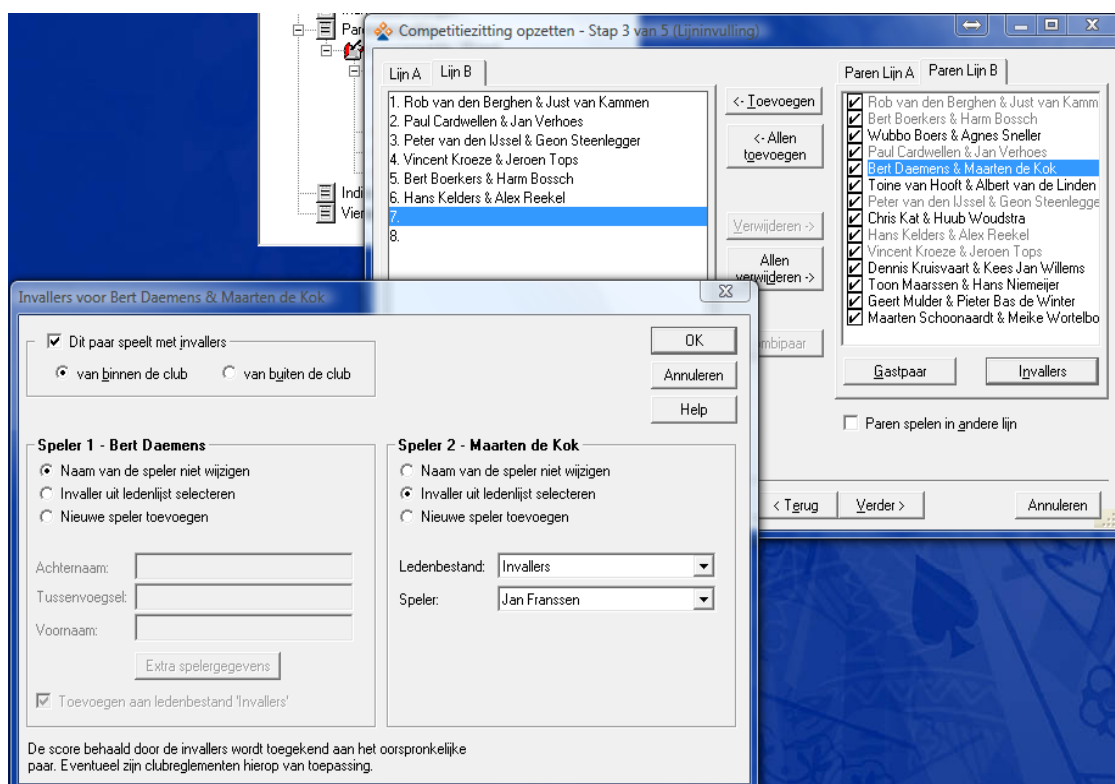 Par
Indi
Vier
Competitiezitting opzetten - Stap 3 van 5 (Lijninvulling)
Lijn A
Lijn B
1. Rob van den Berghen & Just van Kammen
2. Paul Cardwellen & Jan Verhoes
3. Peter van den IJssel & Geon Steenlegger
4. Vincent Kroeze & Jeroen Tops
5. Bert Boerkers & Harm Bossch
6. Hans Kelders & Alex Reekel
7.
8.
<- Toevoegen
<- Allen
toevoegen
Verwijderen ->
Allen
verwijderen ->
mbipaar
Paren Lijn A
Paren Lijn B
Rob van den Berghen & Just van Kamm
Bert Boerkers & Harm Bossch
Wubbo Boers & Agnes Sneller
Paul Cardwellen & Jan Verhoes
Bert Daemens & Maarten de Kok
Toine van Hooft & Albert van de Linden
Peter van den IJssel & Geon Steenlegge
Chris Kat & Huub Woudstra
Hans Kelders & Alex Reekel
Vincent Kroeze & Jeroen Tops
Dennis Kruisvaart & Kees Jan Willems
Toon Maarssen & Hans Niemeijer
Geert Mulder & Pieter Bas de Winter
Maarten Schoonaardt & Meike Wortelbo
Gastpaar
Invallers
Paren spelen in andere lijn
< Terug
Verder >
Annuleren
Invallers voor Bert Daemens & Maarten de Kok
Dit paar speelt met invallers
van binnen de club
van buiten de club
OK
Annuleren
Help
Speler 1 - Bert Daemens
Naam van de speler niet wijzigen
Invaller uit ledenlijst selecteren
Nieuwe speler toevoegen
Achternaam:
Tussenvoegsel:
Voornaam:
Extra spelergegevens
Toevoegen aan ledenbestand 'Invallers'
Speler 2 - Maarten de Kok
Naam van de speler niet wijzigen
Invaller uit ledenlijst selecteren
Nieuwe speler toevoegen
Ledenbestand: Invallers
Speler: Jan Franssen
De score behaald door de invallers wordt toegekend aan het oorspronkelijke
paar. Eventueel zijn clubreglementen hierop van toepassing.